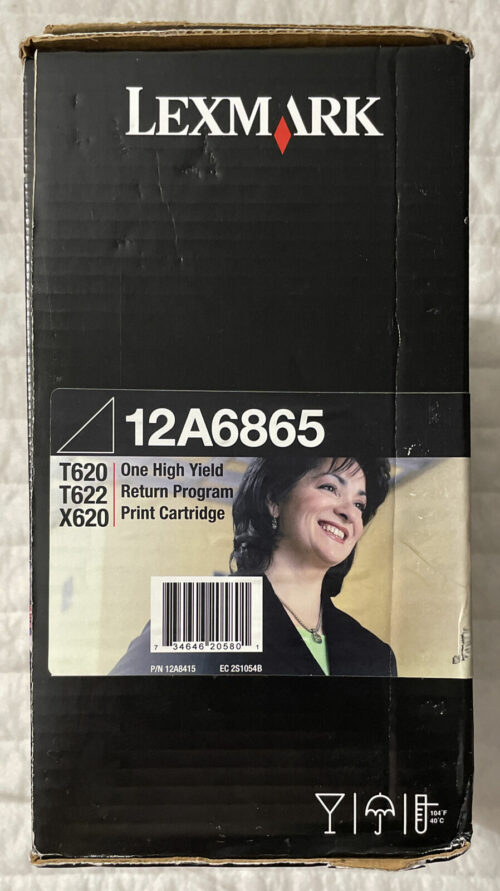 LEXMARK
12A6865
T620 One High Yield
T622 Return Program
X620 Print Cartridge
7 34646 20580 1
P/N 12A8415 EC 2S1054B
104°F
40°C